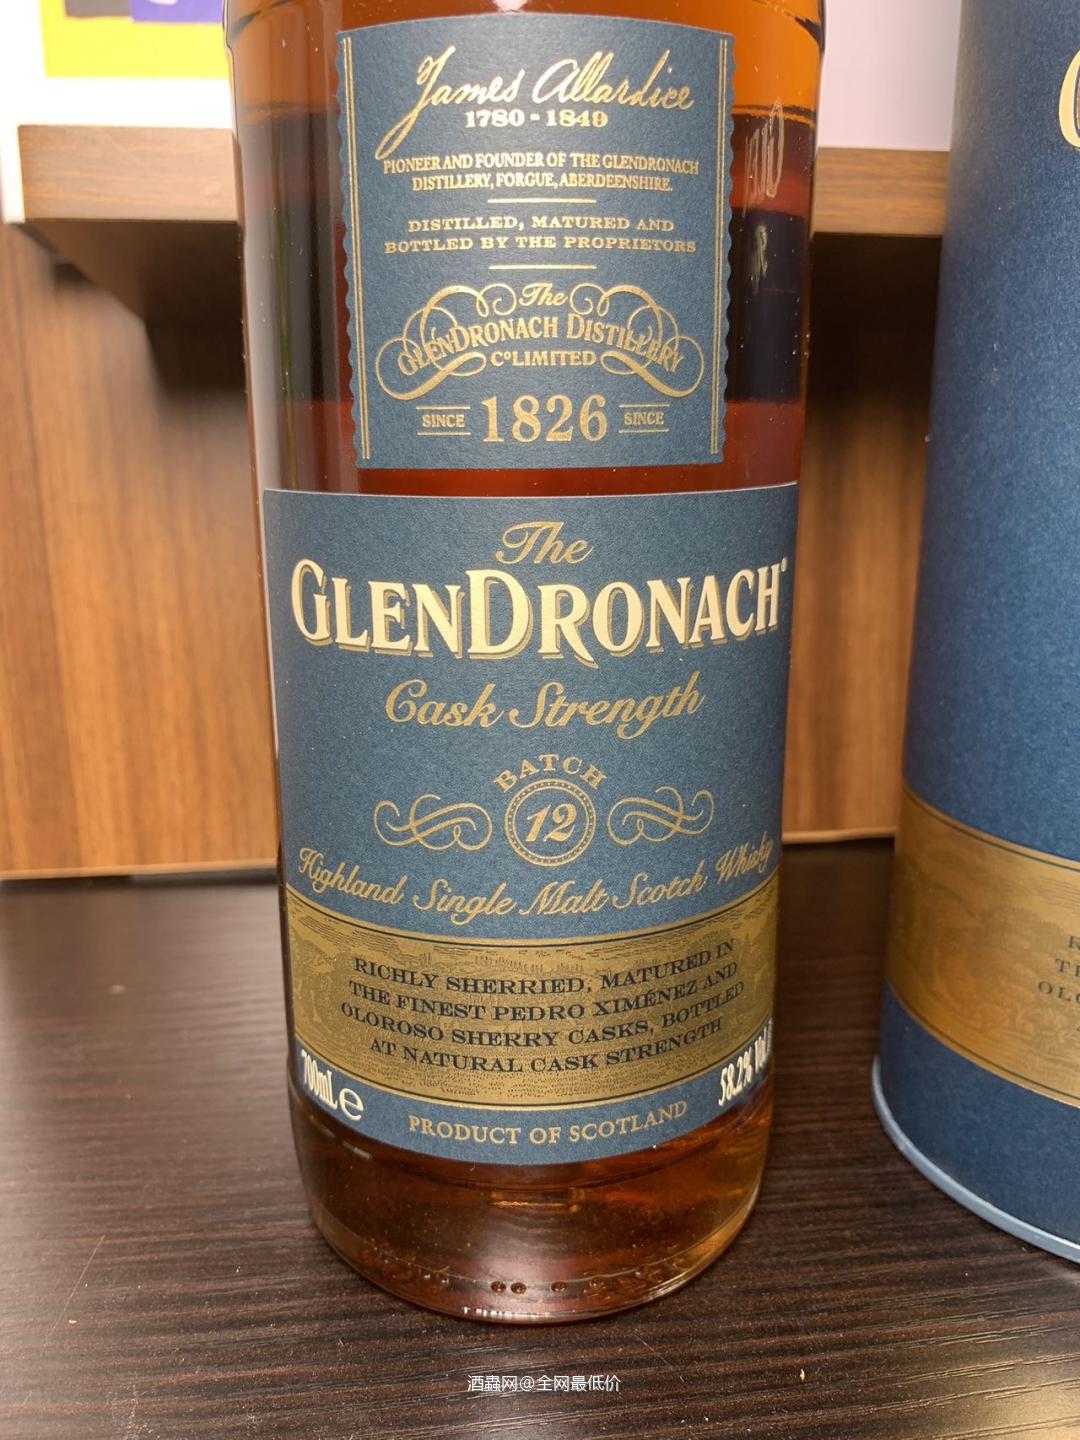 James Allardice
1780 - 1849
PIONEER AND FOUNDER OF THE GLENDRONACH
DISTILLERY, FORGUE, ABERDEENSHIRE.
DISTILLED, MATURED AND
BOTTLED BY THE PROPRIETORS
The
GLENDRONACH DISTILLERY
Cº LIMITED
SINCE 1826 SINCE
The
GLENDRONACH®
Cask Strength
BATCH
12
Highland Single Malt Scotch Whisky
RICHLY SHERRIED, MATURED IN
THE FINEST PEDRO XIMÉNEZ AND
OLOROSO SHERRY CASKS, BOTTLED
AT NATURAL CASK STRENGTH
700mL e
58.2% Vol
PRODUCT OF SCOTLAND
酒蟲网@全网最低价